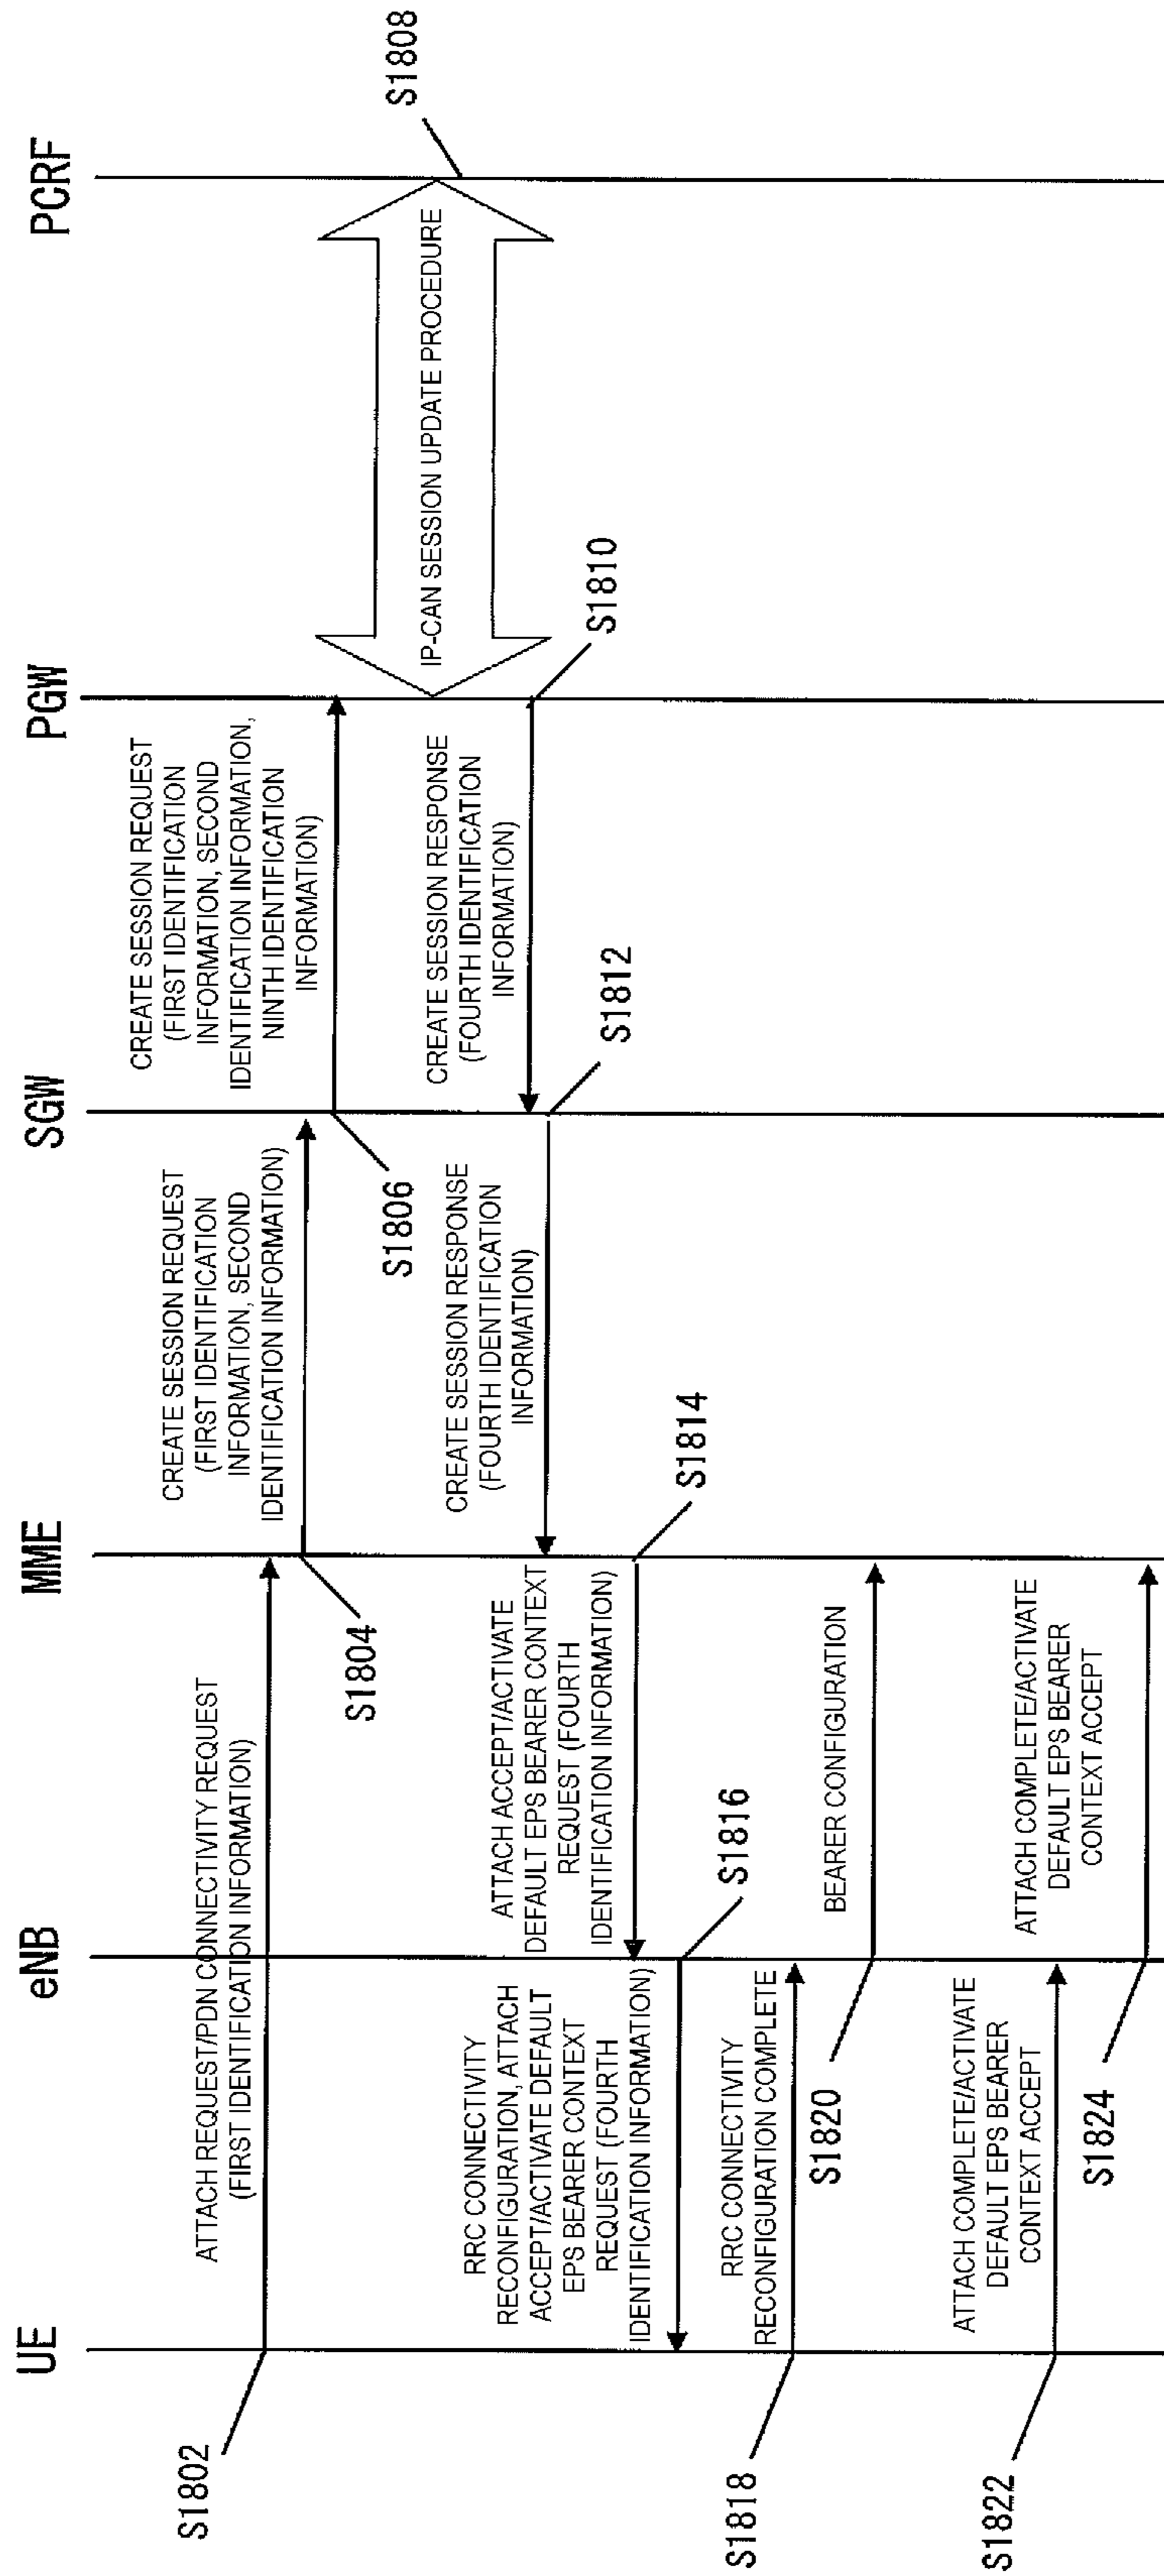 UE
eNB
MME
SGW
PGW
PCRF
S1802
ATTACH REQUEST/PDN CONNECTIVITY REQUEST
(FIRST IDENTIFICATION INFORMATION)
S1804
CREATE SESSION REQUEST
(FIRST IDENTIFICATION
INFORMATION, SECOND
IDENTIFICATION INFORMATION)
S1806
CREATE SESSION REQUEST
(FIRST IDENTIFICATION
INFORMATION, SECOND
IDENTIFICATION INFORMATION,
NINTH IDENTIFICATION
INFORMATION)
IP-CAN SESSION UPDATE PROCEDURE
S1808
CREATE SESSION RESPONSE
(FOURTH IDENTIFICATION
INFORMATION)
S1810
CREATE SESSION RESPONSE
(FOURTH IDENTIFICATION
INFORMATION)
S1812
ATTACH ACCEPT/ACTIVATE
DEFAULT EPS BEARER CONTEXT
REQUEST (FOURTH
IDENTIFICATION INFORMATION)
S1814
RRC CONNECTIVITY
RECONFIGURATION, ATTACH
ACCEPT/ACTIVATE DEFAULT
EPS BEARER CONTEXT
REQUEST (FOURTH
IDENTIFICATION INFORMATION)
S1816
RRC CONNECTIVITY
RECONFIGURATION COMPLETE
S1818
BEARER CONFIGURATION
S1820
ATTACH COMPLETE/ACTIVATE
DEFAULT EPS BEARER
CONTEXT ACCEPT
S1822
ATTACH COMPLETE/ACTIVATE
DEFAULT EPS BEARER
CONTEXT ACCEPT
S1824